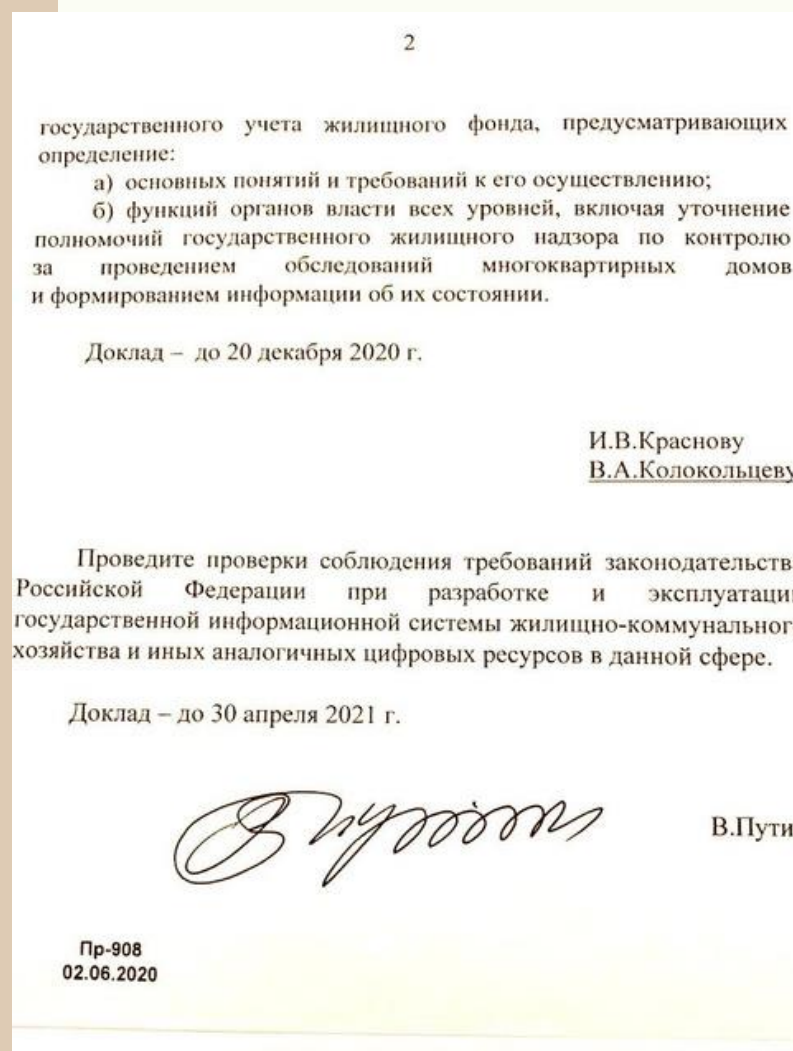 2
государственного учета жилищного фонда, предусматривающих
определение:
а) основных понятий и требований к его осуществлению;
б) функций органов власти всех уровней, включая уточнение
полномочий государственного жилищного надзора по контролю
за проведением обследований многоквартирных домов
и формированием информации об их состоянии.
Доклад – до 20 декабря 2020 г.
И.В.Краснову
В.А.Колокольцеву
Проведите проверки соблюдения требований законодательств
Российской Федерации при разработке и эксплуатаци
государственной информационной системы жилищно-коммунальног
хозяйства и иных аналогичных цифровых ресурсов в данной сфере.
Доклад – до 30 апреля 2021 г.
В.Пути
Пр-908
02.06.2020